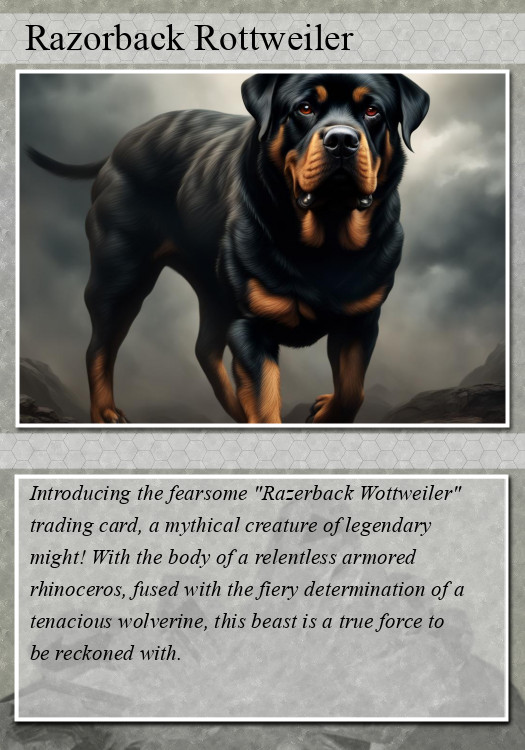 Razorback Rottweiler
Introducing the fearsome "Razerback Wottweiler"
trading card, a mythical creature of legendary
might! With the body of a relentless armored
rhinoceros, fused with the fiery determination of a
tenacious wolverine, this beast is a true force to
be reckoned with.